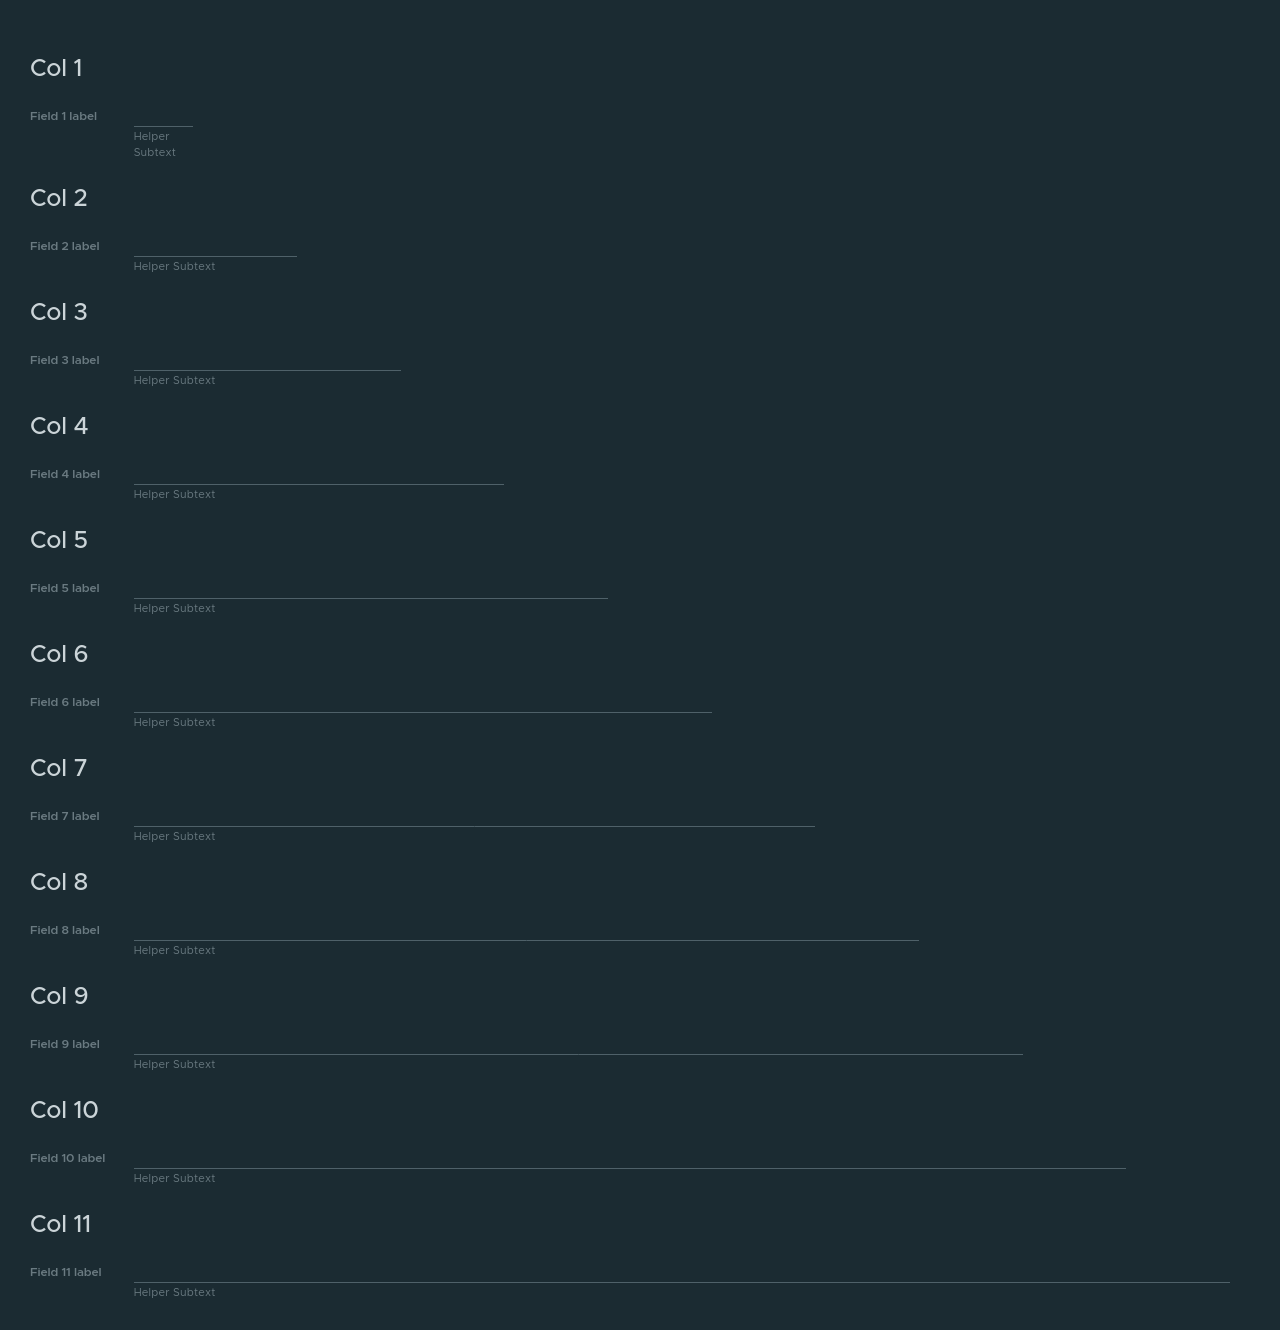 Col 1
Field 1 label
Helper
Subtext
Col 2
Field 2 label
Helper Subtext
Col 3
Field 3 label
Helper Subtext
Col 4
Field 4 label
Helper Subtext
Col 5
Field 5 label
Helper Subtext
Col 6
Field 6 label
Helper Subtext
Col 7
Field 7 label
Helper Subtext
Col 8
Field 8 label
Helper Subtext
Col 9
Field 9 label
Helper Subtext
Col 10
Field 10 label
Helper Subtext
Col 11
Field 11 label
Helper Subtext